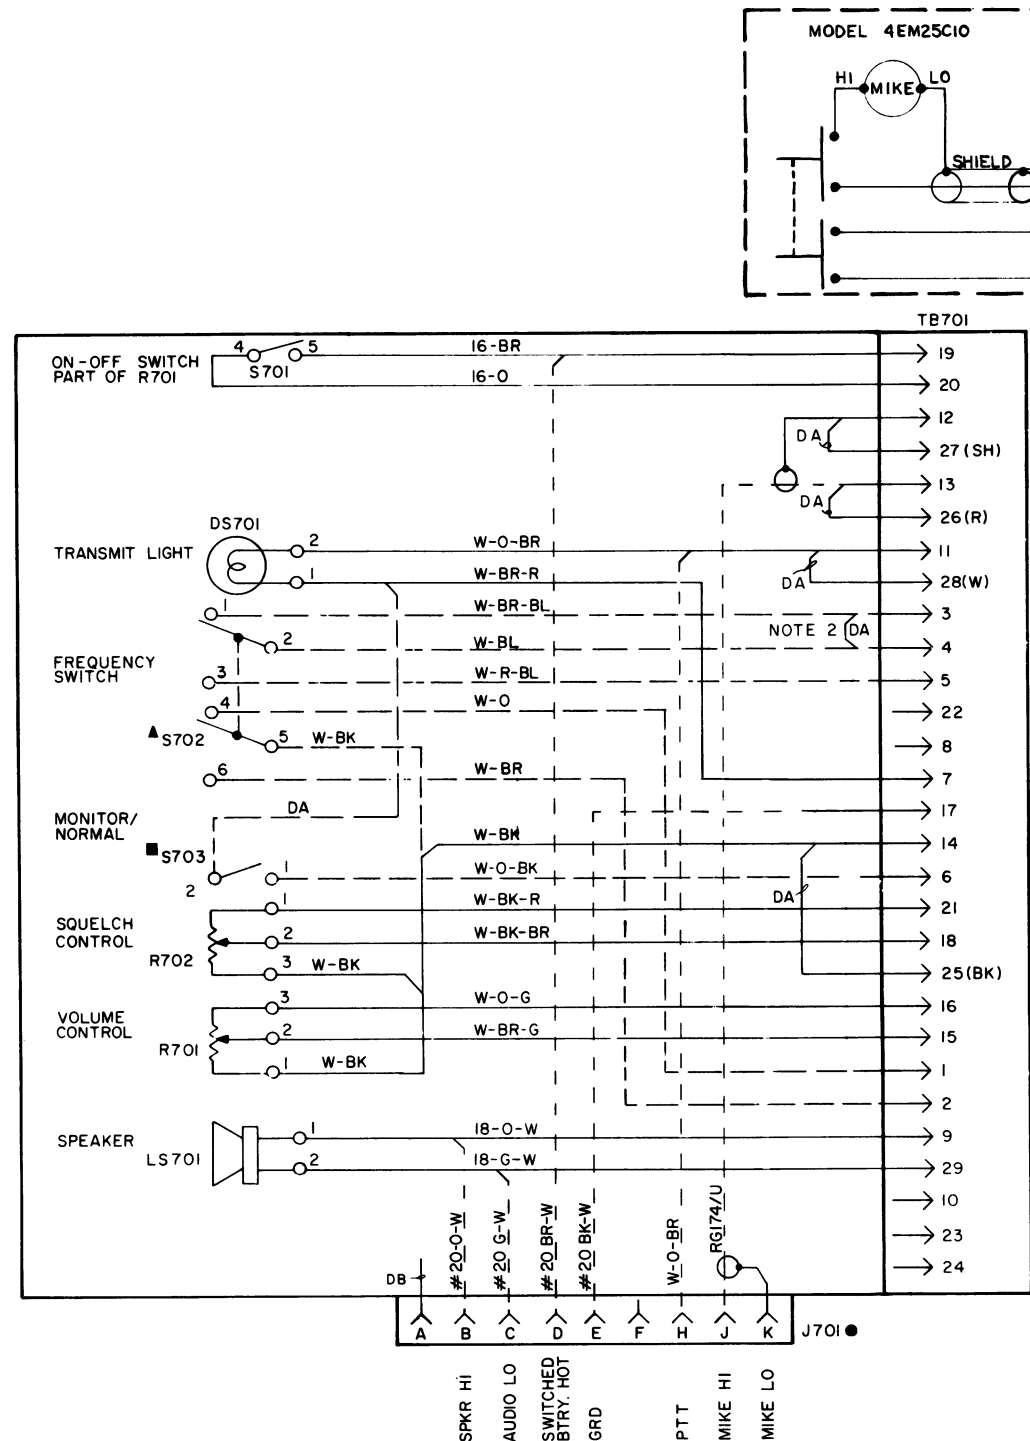 MODEL 4EM25C10
HI
MIKE
LO
SHIELD
TB701
ON-OFF SWITCH
PART OF R701
4
5
S701
16-BR
19
16-O
20
12
DA
27(SH)
13
DA
26(R)
DS701
TRANSMIT LIGHT
2
W-O-BR
11
1
W-BR-R
DA
28(W)
1
W-BR-BL
3
NOTE 2
DA
2
W-BL
4
FREQUENCY
SWITCH
3
W-R-BL
5
4
W-O
22
▲ S702
5
W-BK
8
6
W-BR
7
DA
17
MONITOR/
NORMAL
W-BK
14
■ S703
2
1
W-O-BK
6
DA
1
W-BK-R
21
SQUELCH
CONTROL
2
W-BK-BR
18
R702
3
W-BK
25(BK)
3
W-O-G
16
VOLUME
CONTROL
2
W-BR-G
15
R701
1
W-BK
1
2
SPEAKER
1
18-O-W
9
LS701
2
18-G-W
29
10
23
24
DB
#20-O-W
#20 G-W
#20 BR-W
#20 BK-W
W-O-BR
RG174/U
A B C D E F H J K
J701 ●
SPKR HI
AUDIO LO
SWITCHED
BTRY. HOT
GRD
PTT
MIKE HI
MIKE LO